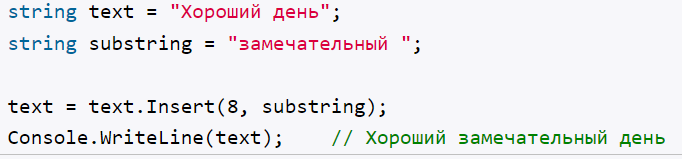 string text = "Хороший день";
string substring = "замечательный ";
text = text.Insert(8, substring);
Console.WriteLine(text);    // Хороший замечательный день